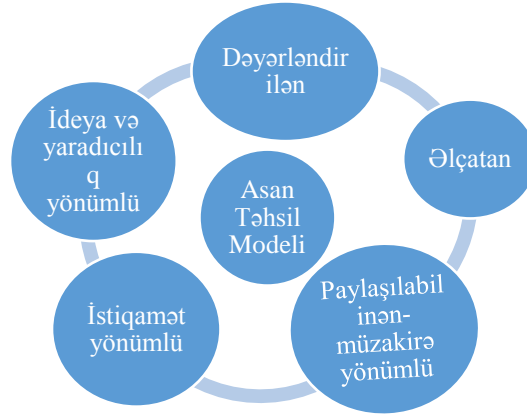 Dəyərləndir
ilən
Əlçatan
Paylaşılabil
inən-
müzakirə
yönümlü
İstiqamət
yönümlü
İdeya və
yaradıcılı
q
yönümlü
Asan
Təhsil
Modeli